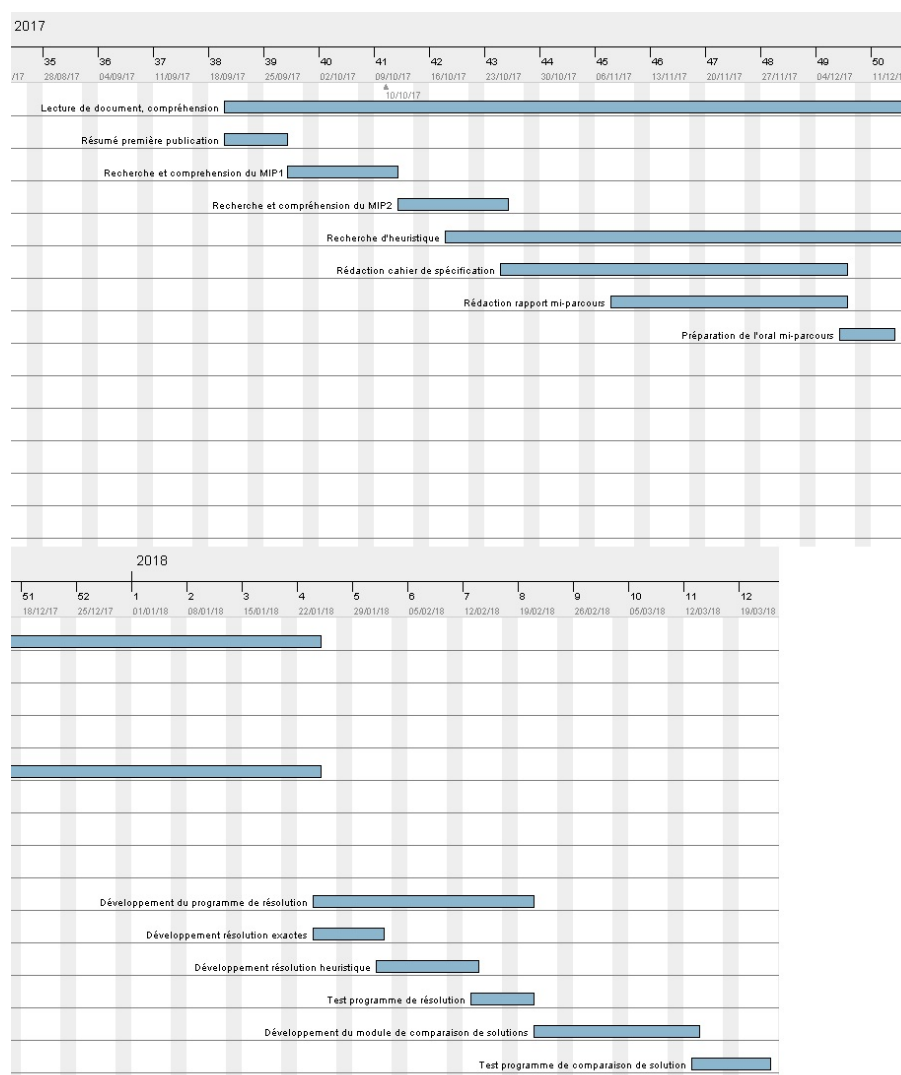 2017
35 36 37 38 39 40 41 42 43 44 45 46 47 48 49 50
/17 28/08/17 04/09/17 11/09/17 18/09/17 25/09/17 02/10/17 09/10/17 16/10/17 23/10/17 30/10/17 06/11/17 13/11/17 20/11/17 27/11/17 04/12/17 11/12/1
10/10/17
Lecture de document, compréhension
Résumé première publication
Recherche et comprehension du MIP1
Recherche et compréhension du MIP2
Recherche d'heuristique
Rédaction cahier de spécification
Rédaction rapport mi-parcours
Préparation de l'oral mi-parcours
2018
51 52 1 2 3 4 5 6 7 8 9 10 11 12
18/12/17 25/12/17 01/01/18 08/01/18 15/01/18 22/01/18 29/01/18 05/02/18 12/02/18 19/02/18 26/02/18 05/03/18 12/03/18 19/03/18
Développement du programme de résolution
Développement résolution exactes
Développement résolution heuristique
Test programme de résolution
Développement du module de comparaison de solutions
Test programme de comparaison de solution